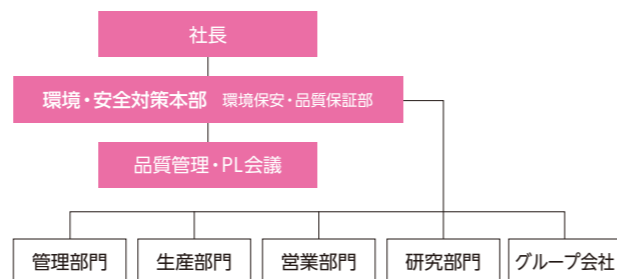 社長
環境・安全対策本部 環境保安・品質保証部
品質管理・PL会議
管理部門 生産部門 営業部門 研究部門 グループ会社